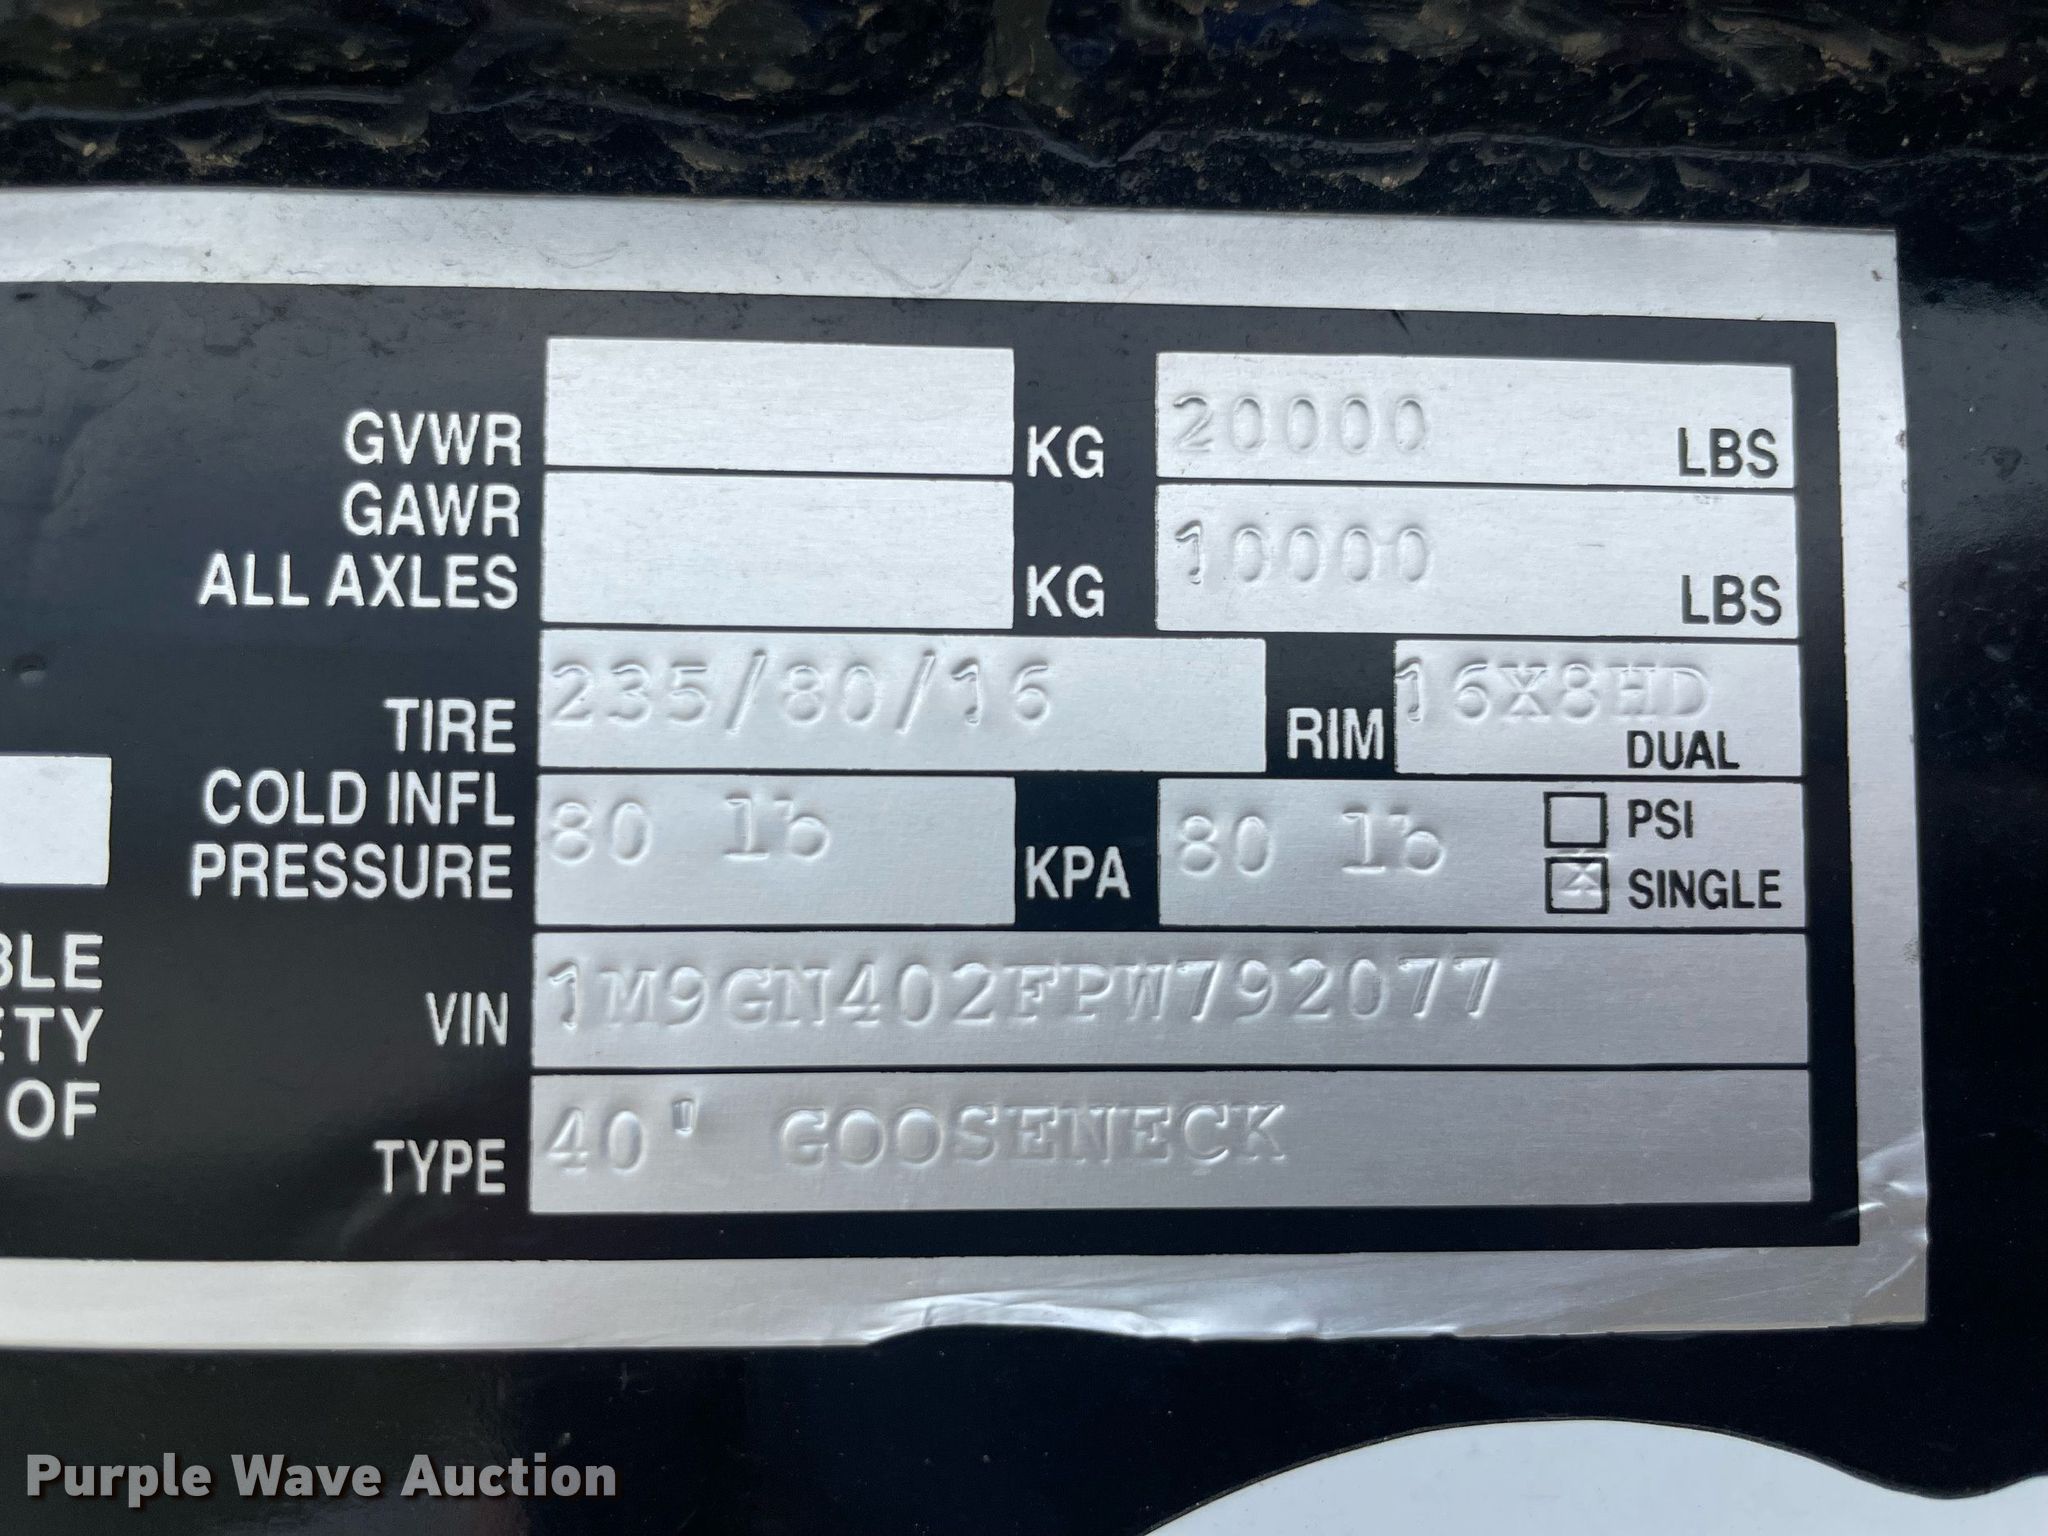 GVWR KG 20000 LBS
GAWR
ALL AXLES KG 10000 LBS
TIRE 235/80/16 RIM 16X8HD
DUAL
COLD INFL
PRESSURE 80 lb KPA 80 lb PSI
X SINGLE
BLE
ETY
OF
VIN 1M9GN402FPW792077
TYPE 40' GOOSENECK
Purple Wave Auction